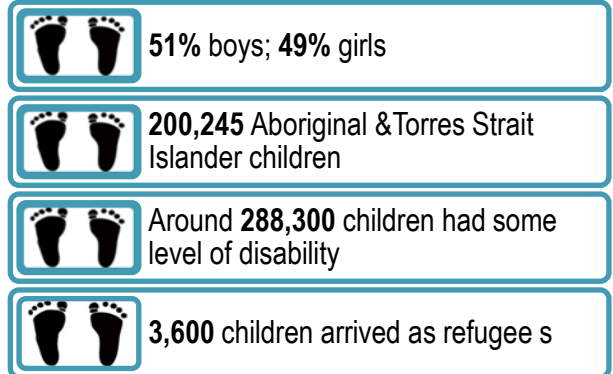 51% boys; 49% girls
200,245 Aboriginal &Torres Strait
Islander children
Around 288,300 children had some
level of disability
3,600 children arrived as refugee s